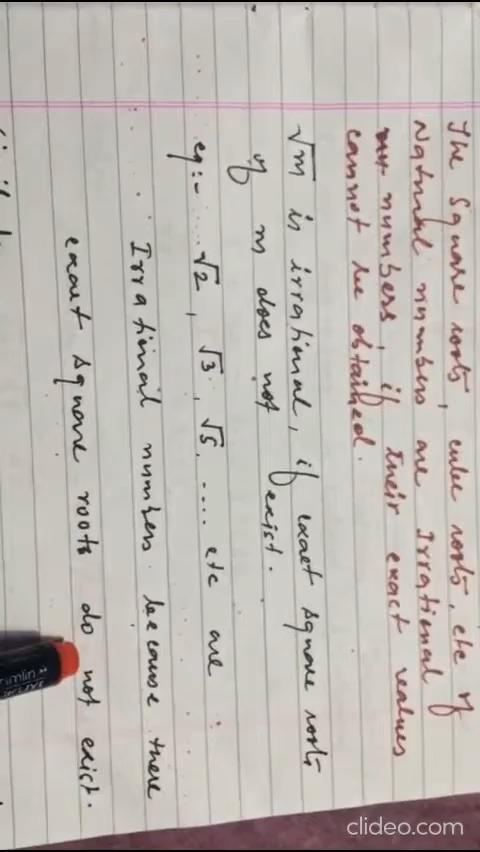 The Square roots, cube roots, etc of
Natural numbers are Irrational
numbers, if their exact values
cannot be obtained.
√m is irrational, if exact square roots
of m does not exist.
eg:- .... √2, √3, √5, .... etc are
Irrational numbers because there
exact square roots do not exist.
clideo.com